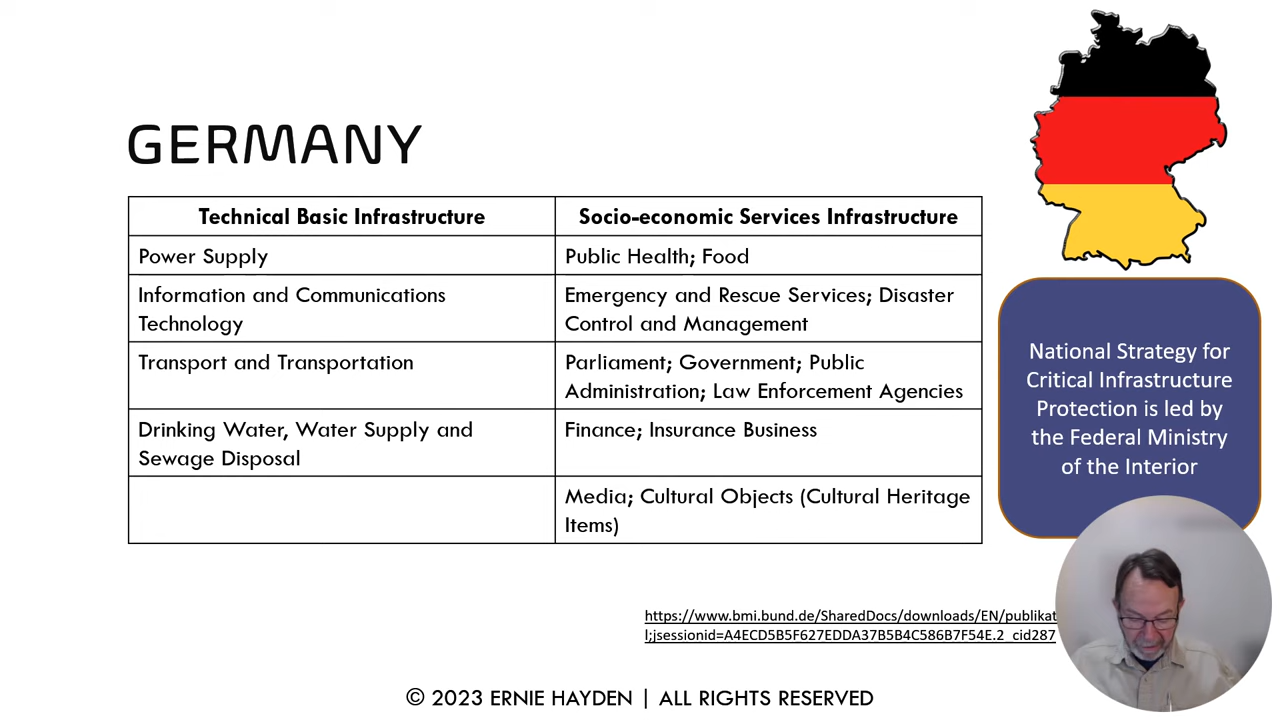 GERMANY
Technical Basic Infrastructure
Socio-economic Services Infrastructure
Power Supply
Public Health; Food
Information and Communications
Technology
Emergency and Rescue Services; Disaster
Control and Management
Transport and Transportation
Parliament; Government; Public
Administration; Law Enforcement Agencies
Drinking Water, Water Supply and
Sewage Disposal
Finance; Insurance Business
Media; Cultural Objects (Cultural Heritage
Items)
National Strategy for
Critical Infrastructure
Protection is led by
the Federal Ministry
of the Interior
https://www.bmi.bund.de/SharedDocs/downloads/EN/publikat
l;jsessionid=A4ECD5B5F627EDDA37B5B4C586B7F54E.2_cid287
© 2023 ERNIE HAYDEN | ALL RIGHTS RESERVED